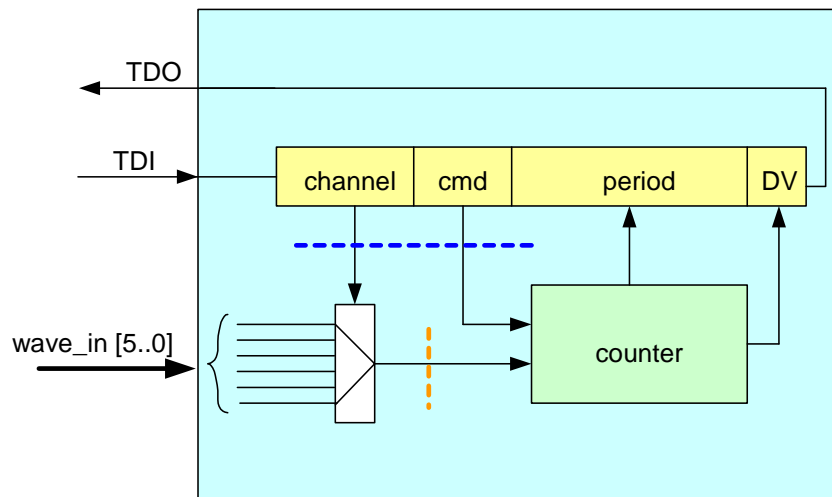 TDO
TDI
channel
cmd
period
DV
wave_in [5..0]
counter